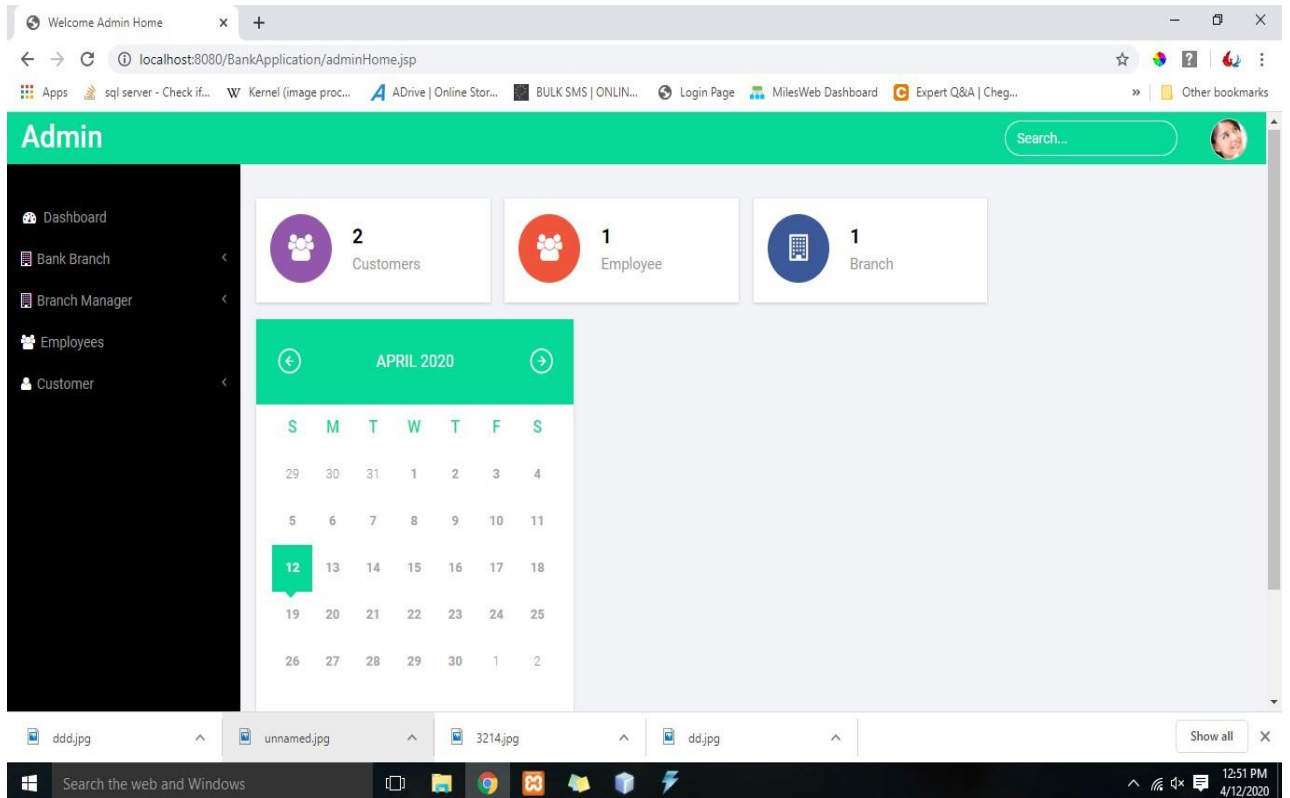 Welcome Admin Home
localhost:8080/BankApplication/adminHome.jsp
Apps sql server - Check if... W Kernel (image proc... ADrive | Online Stor... BULK SMS | ONLIN... Login Page MilesWeb Dashboard C Expert Q&A | Cheg... » Other bookmarks
Admin
Search...
Dashboard
Bank Branch
Branch Manager
Employees
Customer
2
Customers
1
Employee
1
Branch
APRIL 2020
S M T W T F S
29 30 31 1 2 3 4
5 6 7 8 9 10 11
12 13 14 15 16 17 18
19 20 21 22 23 24 25
26 27 28 29 30 1 2
ddd.jpg unnamed.jpg 3214.jpg dd.jpg Show all
Search the web and Windows
12:51 PM
4/12/2020